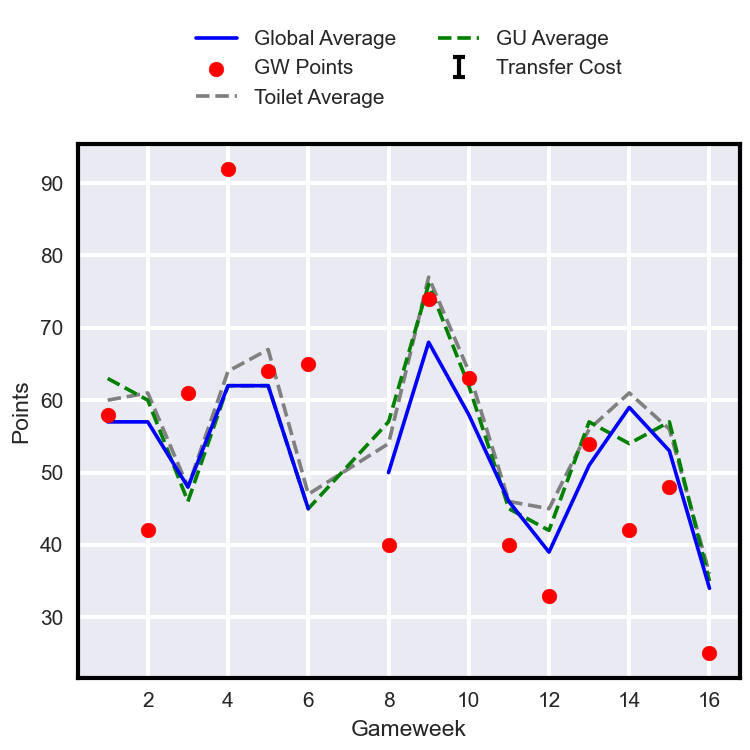 Global Average
GW Points
Toilet Average
GU Average
Transfer Cost
Points
90
80
70
60
50
40
30
2 4 6 8 10 12 14 16
Gameweek